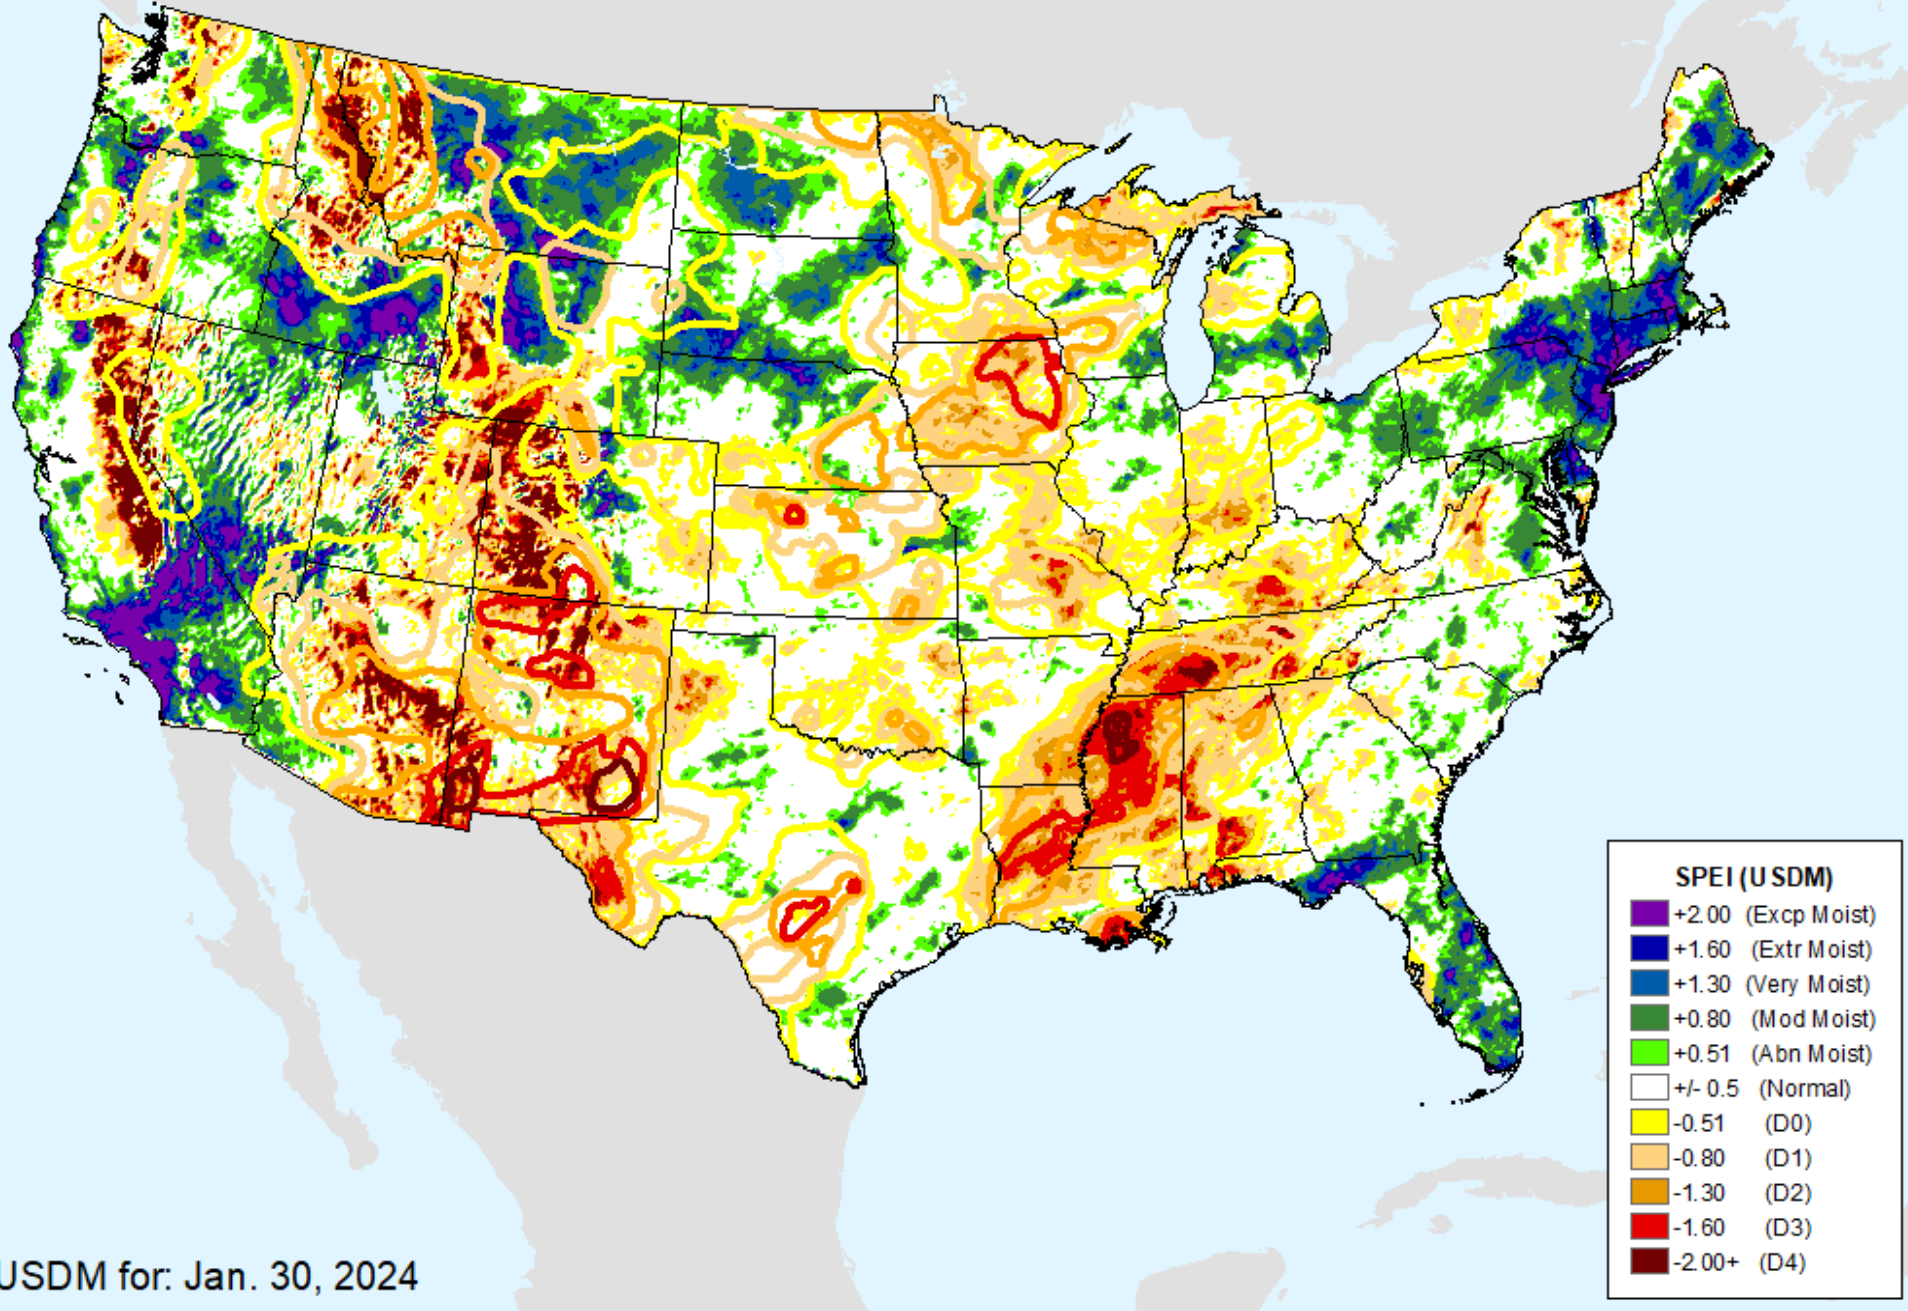 SPEI (USDM)
+2.00 (Excp Moist)
+1.60 (Extr Moist)
+1.30 (Very Moist)
+0.80 (Mod Moist)
+0.51 (Abn Moist)
+/- 0.5 (Normal)
-0.51 (D0)
-0.80 (D1)
-1.30 (D2)
-1.60 (D3)
-2.00+ (D4)
USDM for: Jan. 30, 2024